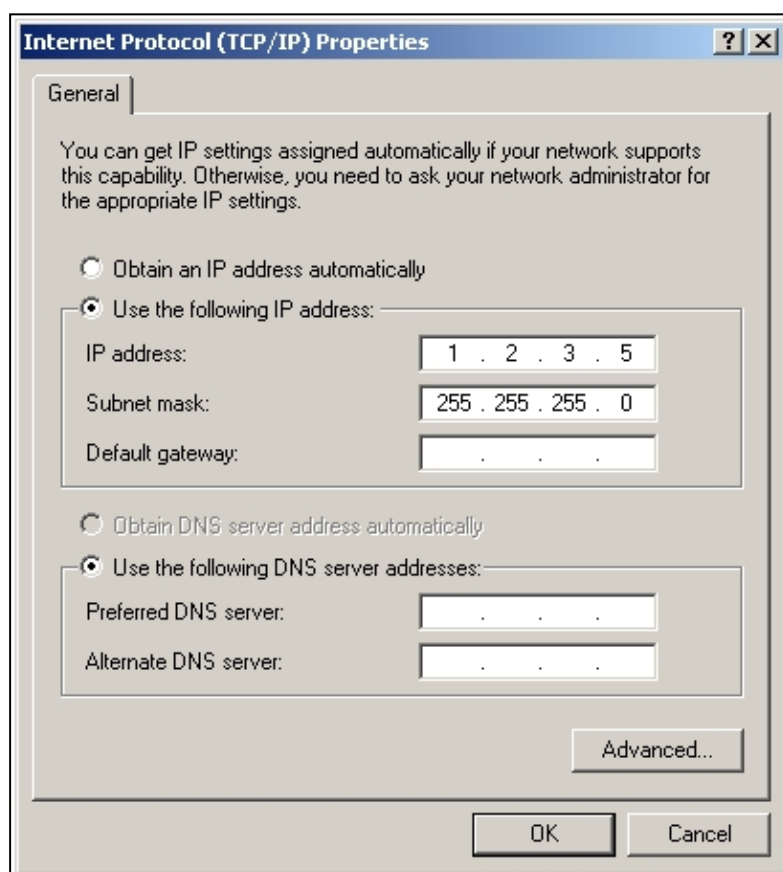 Internet Protocol (TCP/IP) Properties
General
You can get IP settings assigned automatically if your network supports
this capability. Otherwise, you need to ask your network administrator for
the appropriate IP settings.
Obtain an IP address automatically
Use the following IP address:
IP address: 1 . 2 . 3 . 5
Subnet mask: 255 . 255 . 255 . 0
Default gateway: . . .
Obtain DNS server address automatically
Use the following DNS server addresses:
Preferred DNS server: . . .
Alternate DNS server: . . .
Advanced...
OK Cancel